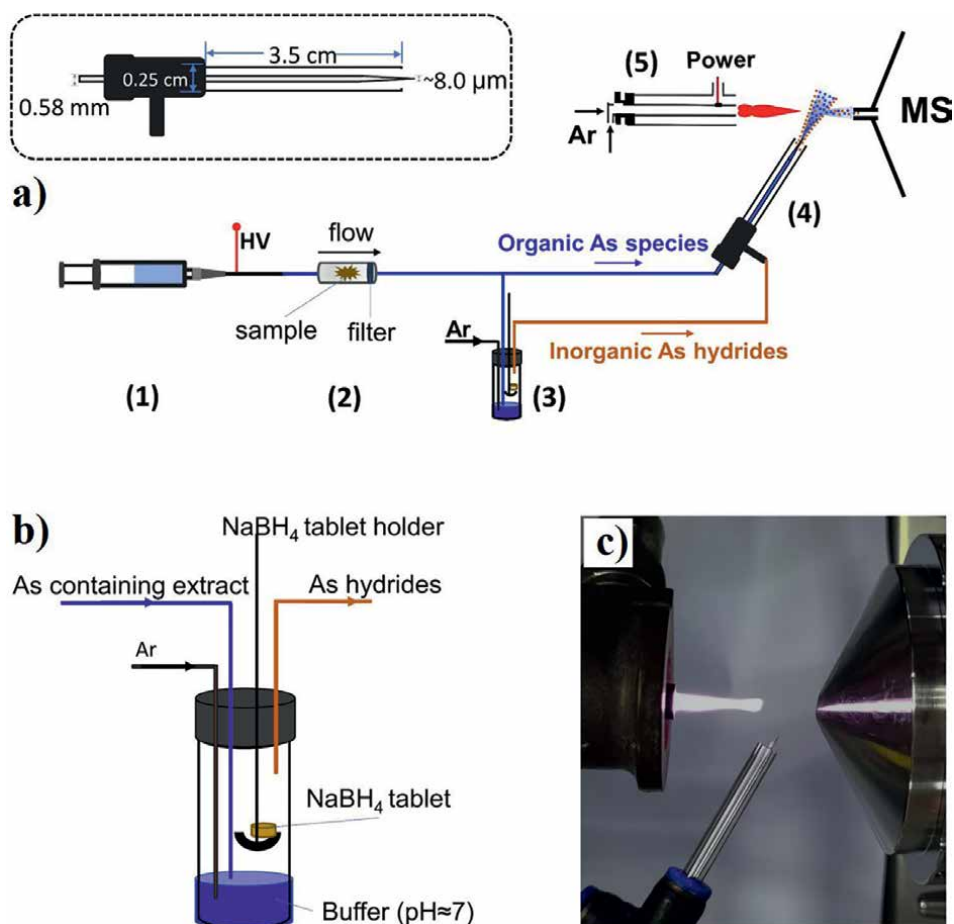 3.5 cm
0.25 cm
~8.0 µm
0.58 mm
(5)
Power
Ar
MS
a)
(4)
HV
flow
Organic As species
sample
filter
Ar
Inorganic As hydrides
(1)
(2)
(3)
b)
NaBH₄ tablet holder
As containing extract
As hydrides
Ar
NaBH₄ tablet
Buffer (pH≈7)
c)